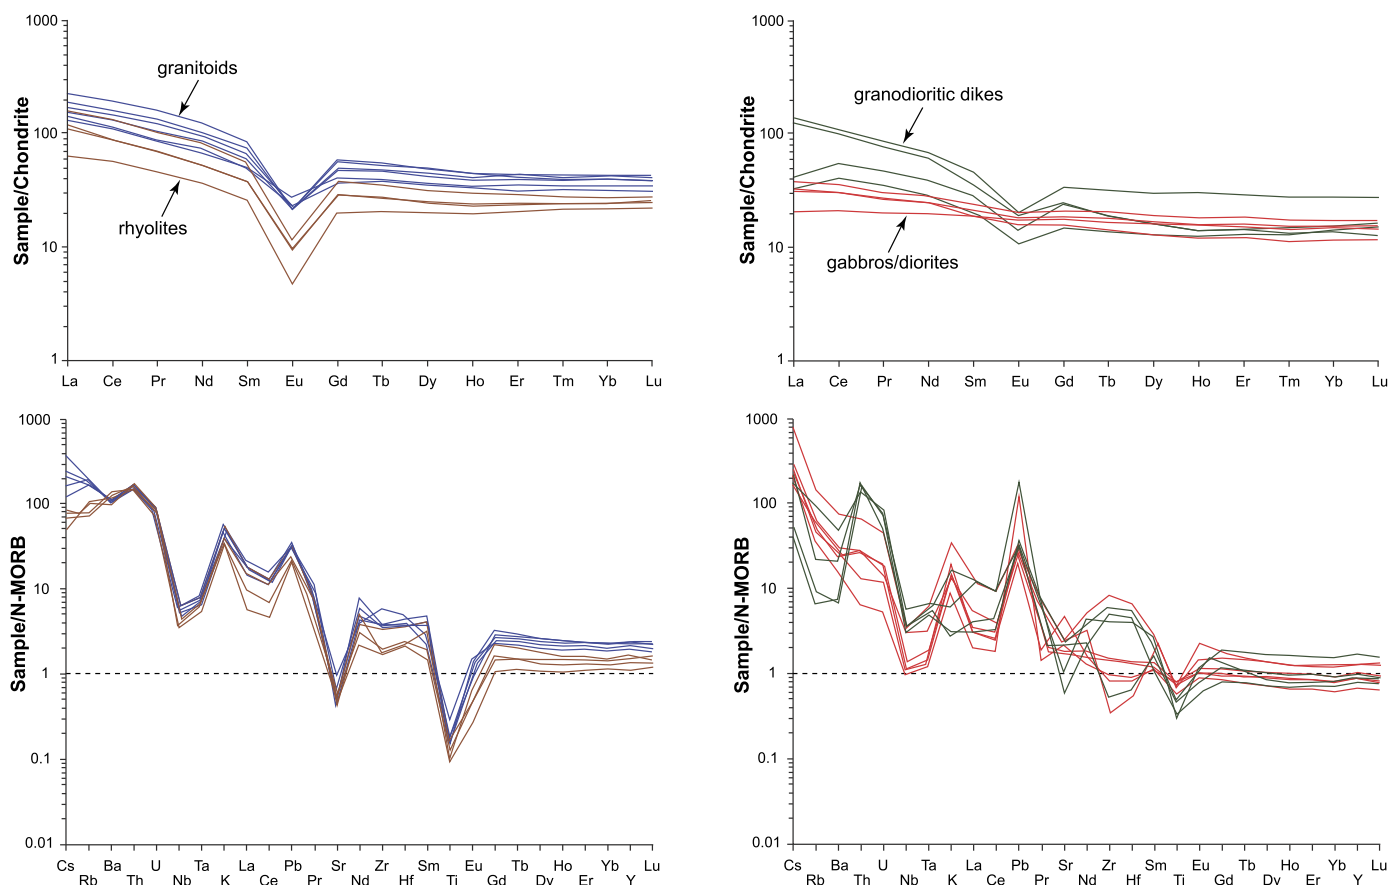 1000
100
10
1
Sample/Chondrite
granitoids
rhyolites
La Ce Pr Nd Sm Eu Gd Tb Dy Ho Er Tm Yb Lu
1000
100
10
1
Sample/Chondrite
granodioritic dikes
gabbros/diorites
La Ce Pr Nd Sm Eu Gd Tb Dy Ho Er Tm Yb Lu
1000
100
10
1
0.1
0.01
Sample/N-MORB
Cs Ba U Ta La Pb Sr Zr Sm Eu Tb Ho Yb Lu
Rb Th Nb K Ce Pr Nd Hf Ti Gd Dy Er Y
1000
100
10
1
0.1
0.01
Sample/N-MORB
Cs Ba U Ta La Pb Sr Zr Sm Eu Tb Ho Yb Lu
Rb Th Nb K Ce Pr Nd Hf Ti Gd Dy Er Y